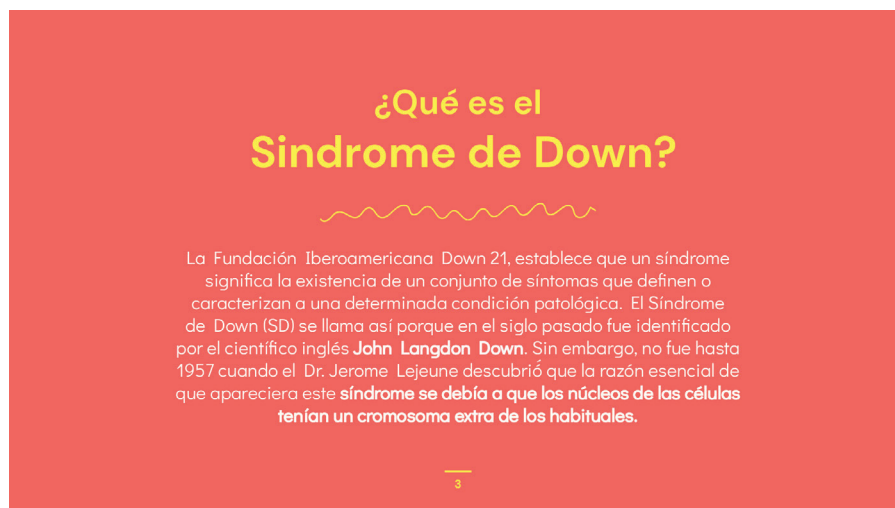 ¿Qué es el
Sindrome de Down?
La Fundación Iberoamericana Down 21, establece que un síndrome
significa la existencia de un conjunto de síntomas que definen o
caracterizan a una determinada condición patológica. El Síndrome
de Down (SD) se llama así porque en el siglo pasado fue identificado
por el científico inglés John Langdon Down. Sin embargo, no fue hasta
1957 cuando el Dr. Jerome Lejeune descubrió que la razón esencial de
que apareciera este síndrome se debía a que los núcleos de las células
tenían un cromosoma extra de los habituales.
3